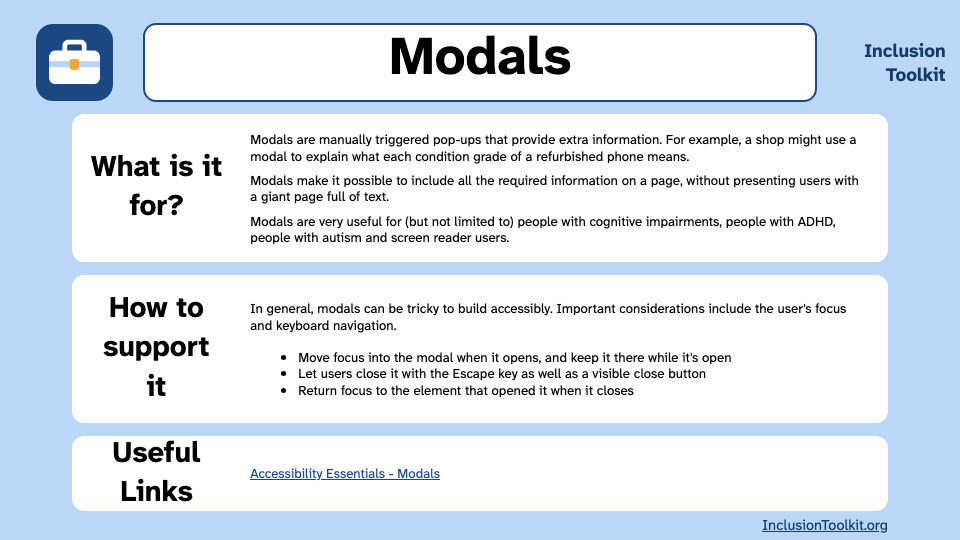 Modals
Inclusion
Toolkit
What is it
for?
Modals are manually triggered pop-ups that provide extra information. For example, a shop might use a
modal to explain what each condition grade of a refurbished phone means.
Modals make it possible to include all the required information on a page, without presenting users with
a giant page full of text.
Modals are very useful for (but not limited to) people with cognitive impairments, people with ADHD,
people with autism and screen reader users.
How to
support
it
In general, modals can be tricky to build accessibly. Important considerations include the user's focus
and keyboard navigation.
• Move focus into the modal when it opens, and keep it there while it's open
• Let users close it with the Escape key as well as a visible close button
• Return focus to the element that opened it when it closes
Useful
Links
Accessibility Essentials - Modals
InclusionToolkit.org